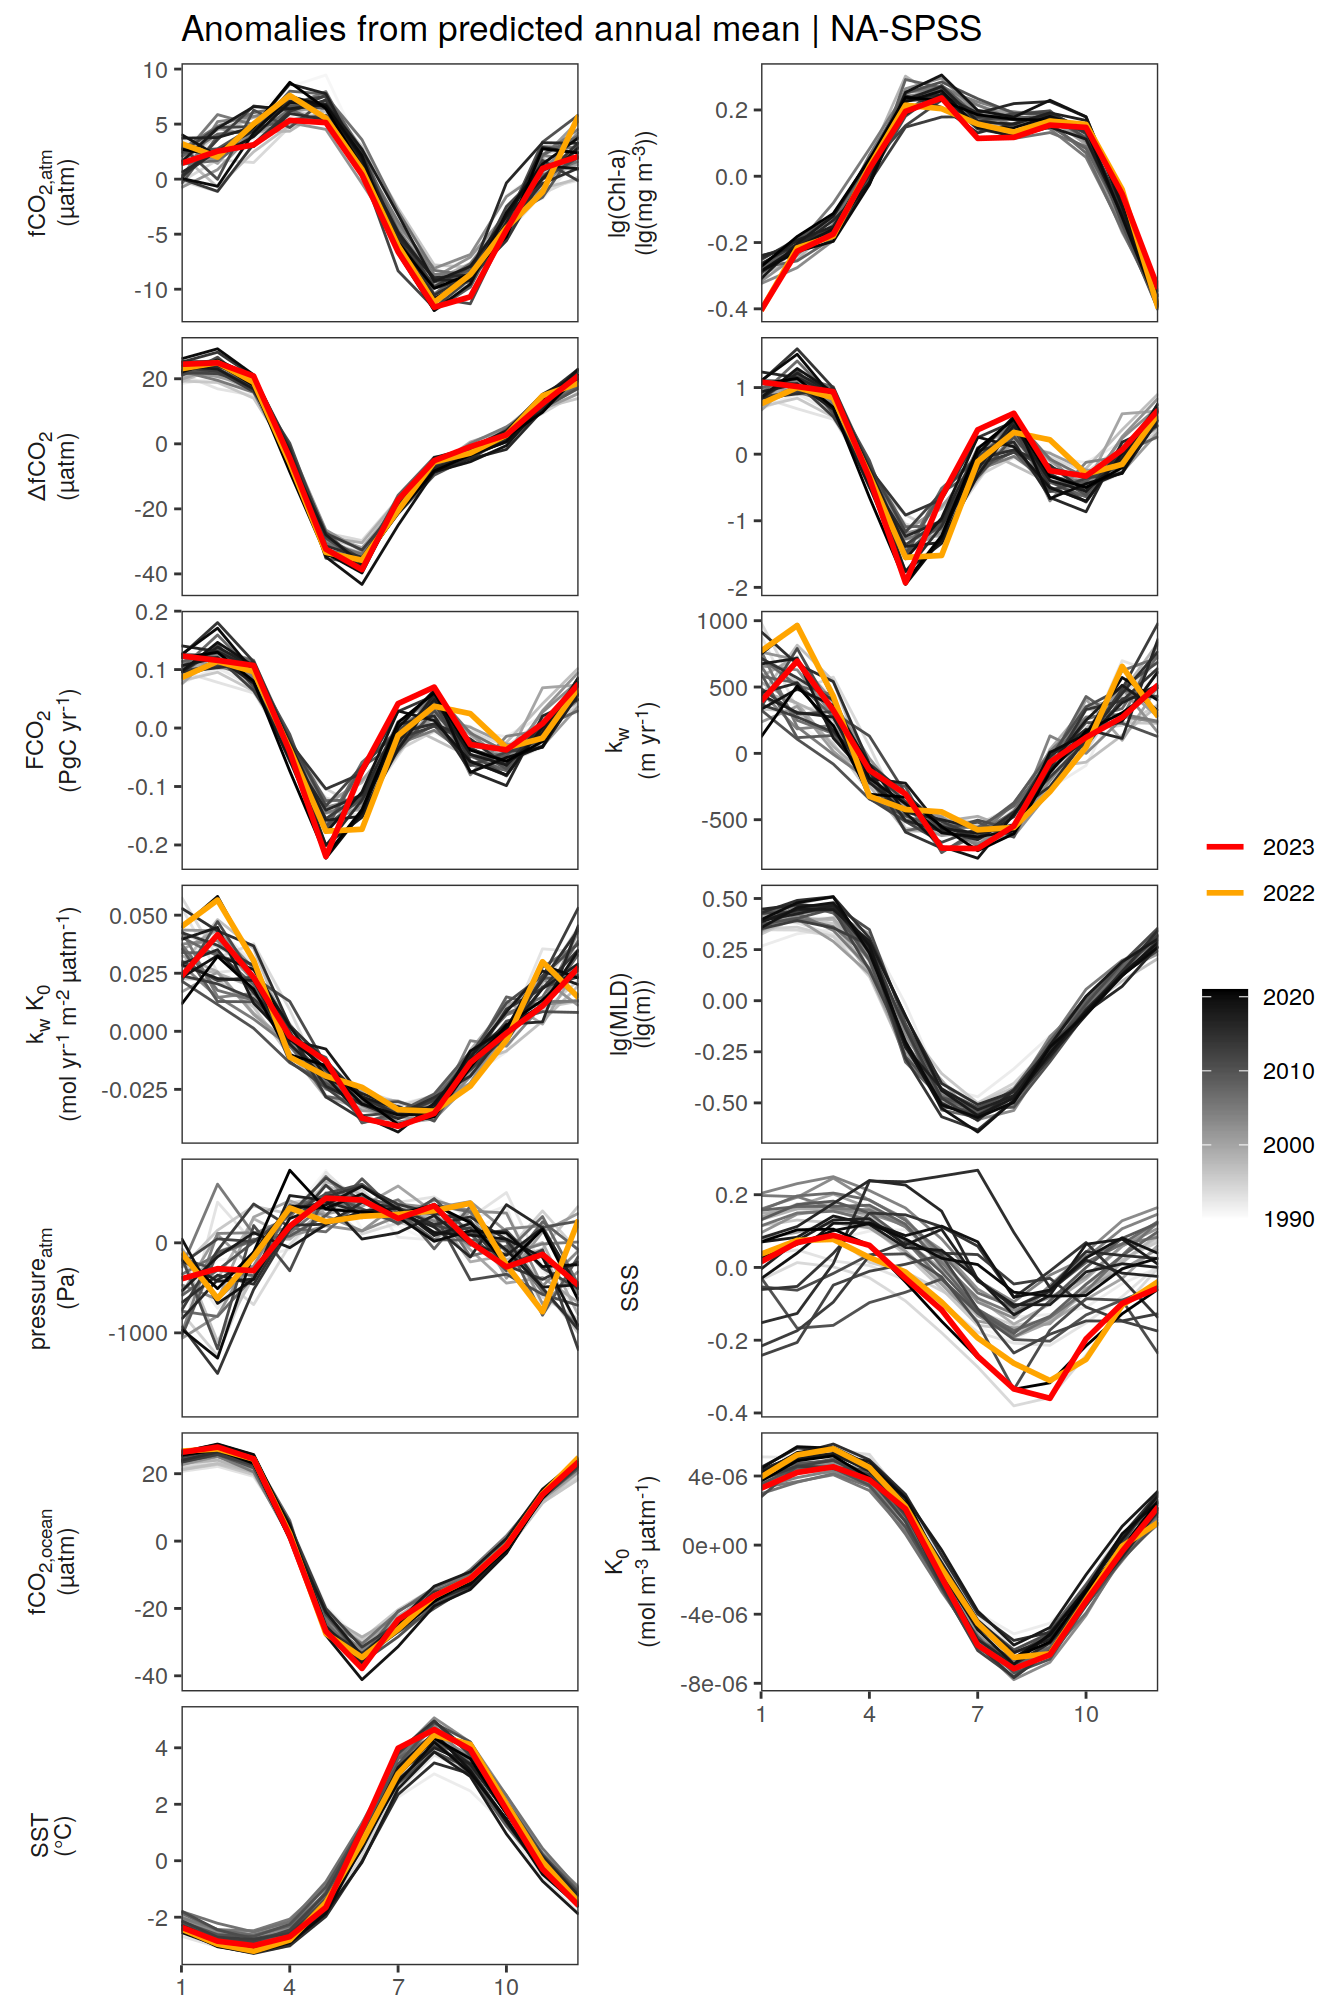 Anomalies from predicted annual mean | NA-SPSS
fCO2,atm
(µatm)
10
5
0
-5
-10
lg(Chl-a)
(lg(mg m-3))
0.2
0.0
-0.2
-0.4
ΔfCO2
(µatm)
20
0
-20
-40
1
0
-1
-2
FCO2
(PgC yr-1)
0.2
0.1
0.0
-0.1
-0.2
kw
(m yr-1)
1000
500
0
-500
kw K0
(mol yr-1 m-2 µatm-1)
0.050
0.025
0.000
-0.025
lg(MLD)
(lg(m))
0.50
0.25
0.00
-0.25
-0.50
pressureatm
(Pa)
0
-1000
SSS
0.2
0.0
-0.2
-0.4
fCO2,ocean
(µatm)
20
0
-20
-40
K0
(mol m-3 µatm-1)
4e-06
0e+00
-4e-06
-8e-06
1 4 7 10
SST
(°C)
4
2
0
-2
1 4 7 10
2023
2022
2020
2010
2000
1990